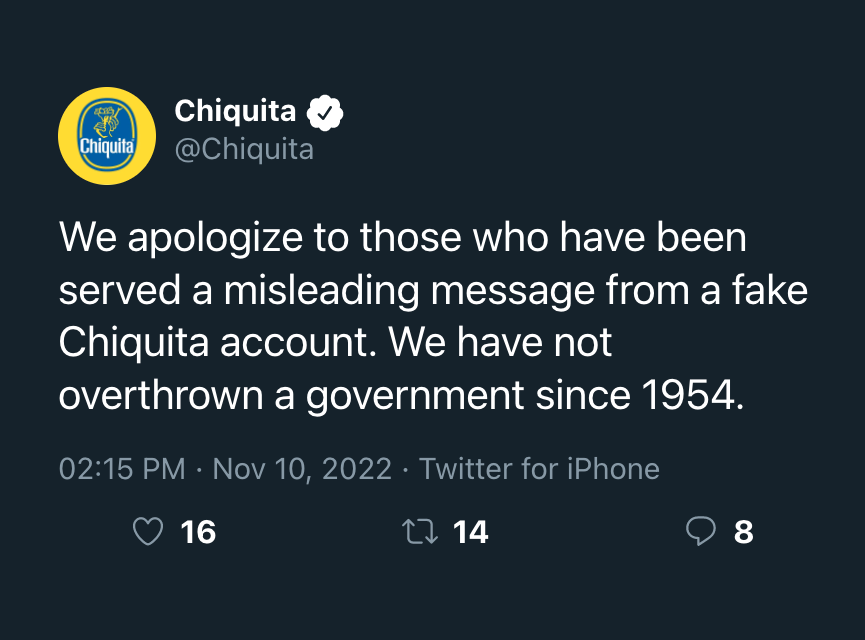 Chiquita
Chiquita
@Chiquita
We apologize to those who have been
served a misleading message from a fake
Chiquita account. We have not
overthrown a government since 1954.
02:15 PM · Nov 10, 2022 · Twitter for iPhone
16 14 8